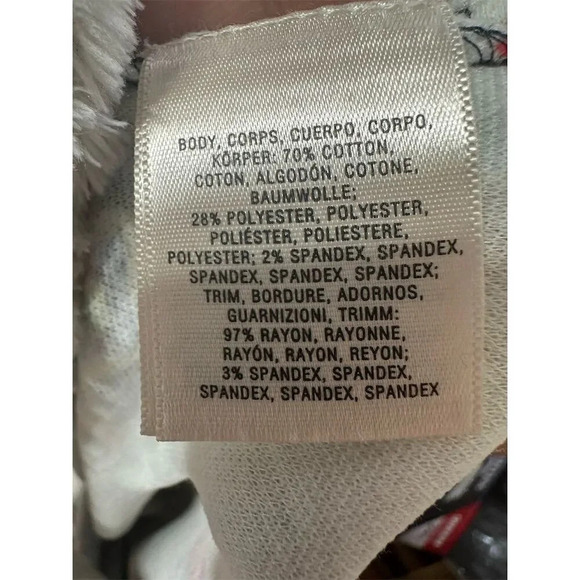 BODY, CORPS, CUERPO, CORPO,
KÖRPER: 70% COTTON,
COTON, ALGODÓN, COTONE,
BAUMWOLLE;
28% POLYESTER, POLYESTER,
POLIÉSTER, POLIESTERE,
POLYESTER; 2% SPANDEX, SPANDEX,
SPANDEX, SPANDEX, SPANDEX;
TRIM, BORDURE, ADORNOS,
GUARNIZIONI, TRIMM:
97% RAYON, RAYONNE,
RAYÓN, RAYON, REYON;
3% SPANDEX, SPANDEX,
SPANDEX, SPANDEX, SPANDEX